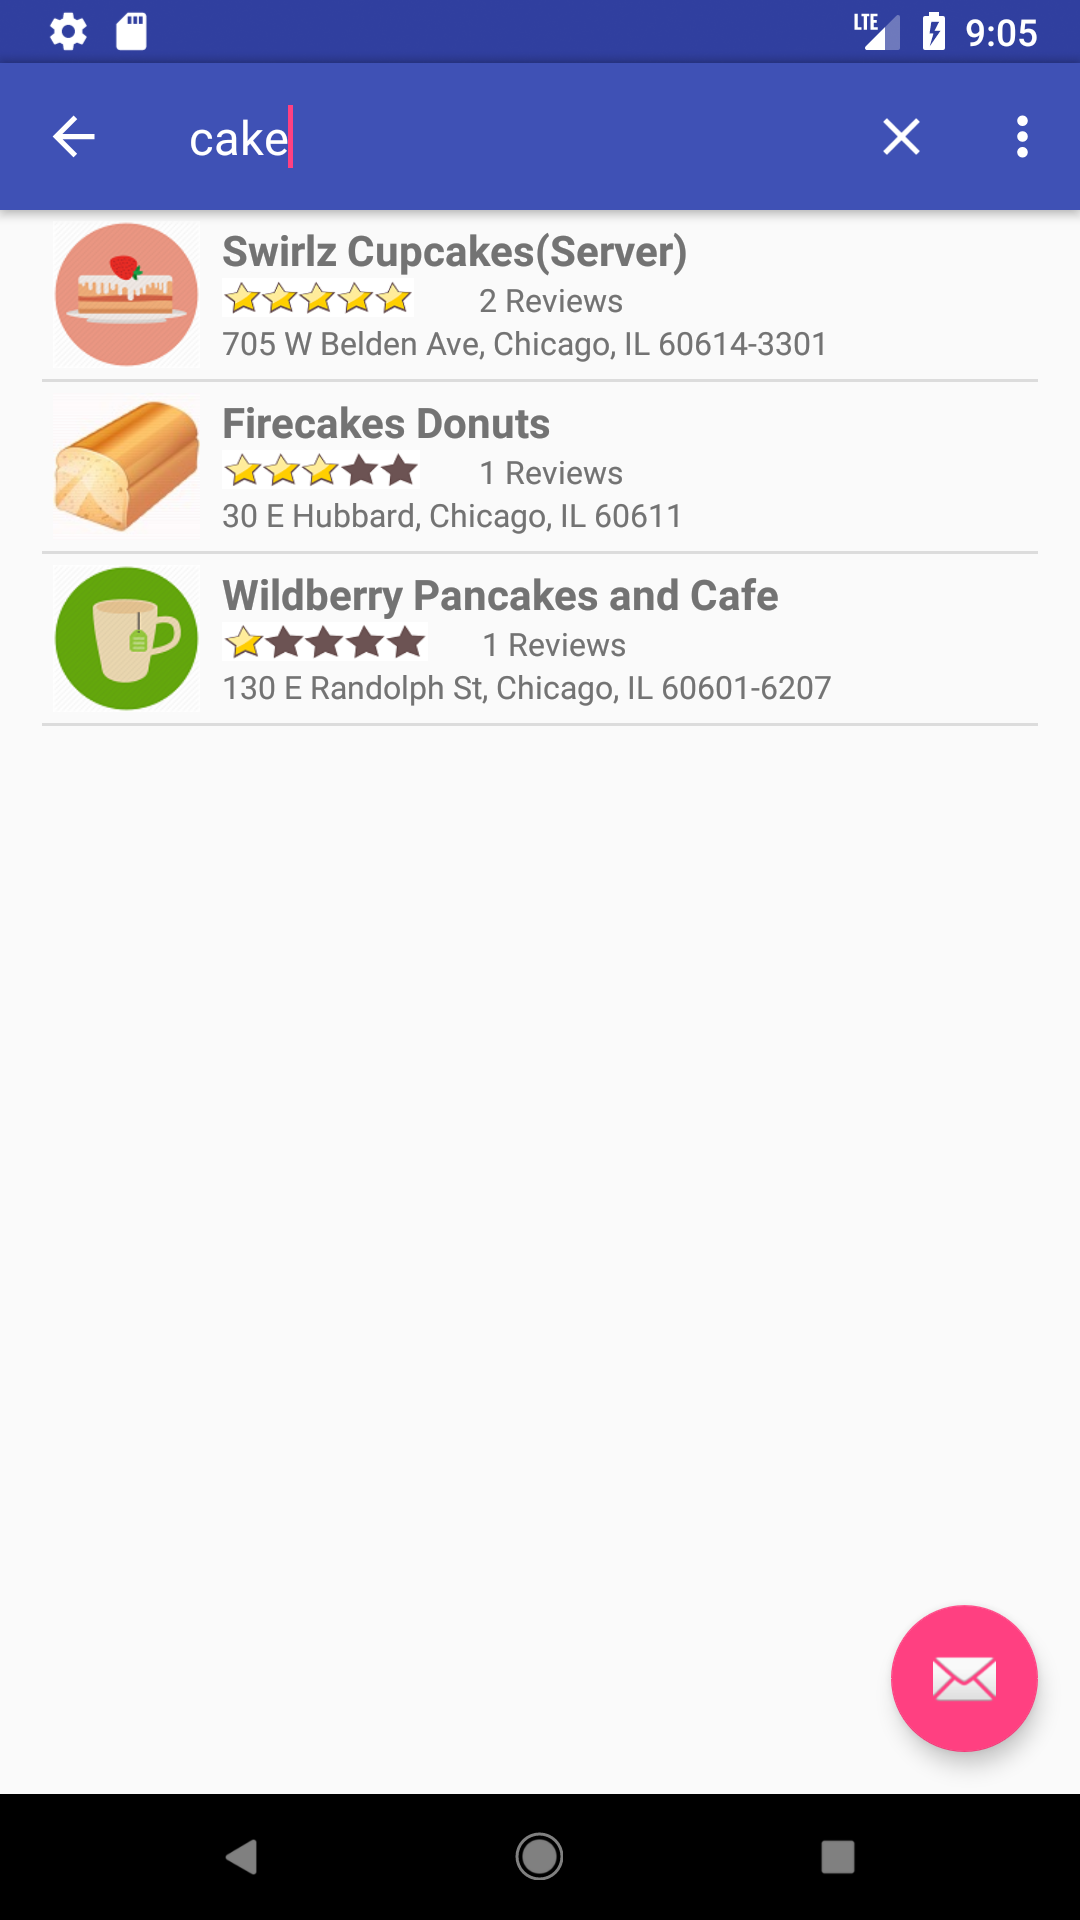 LTE 9:05
cake
Swirlz Cupcakes(Server)
2 Reviews
705 W Belden Ave, Chicago, IL 60614-3301
Firecakes Donuts
1 Reviews
30 E Hubbard, Chicago, IL 60611
Wildberry Pancakes and Cafe
1 Reviews
130 E Randolph St, Chicago, IL 60601-6207